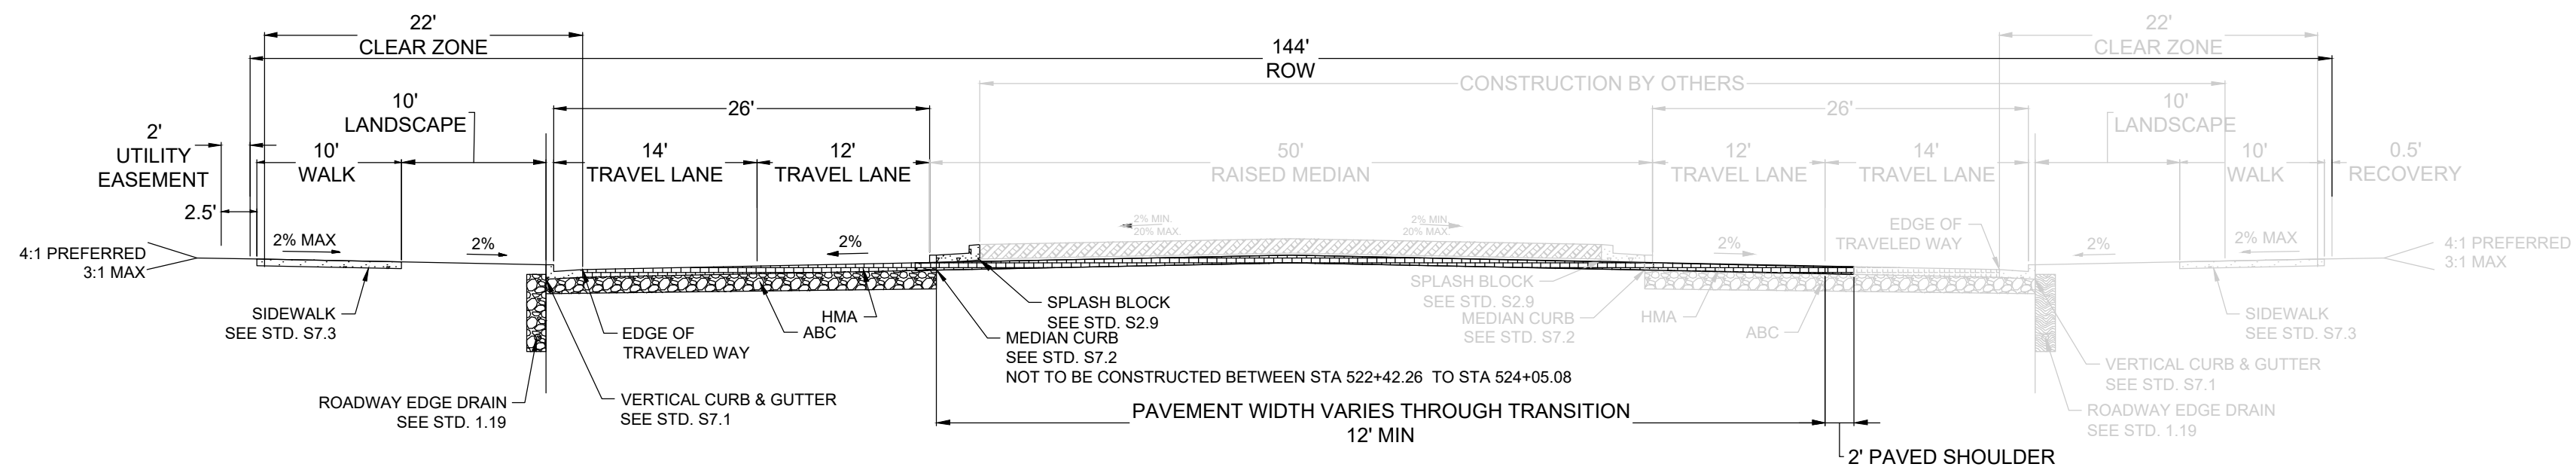 22'
CLEAR ZONE
22'
CLEAR ZONE
144'
ROW
CONSTRUCTION BY OTHERS
10'
LANDSCAPE
26'
26'
10'
LANDSCAPE
2'
UTILITY
EASEMENT
10'
WALK
14'
TRAVEL LANE
12'
TRAVEL LANE
50'
RAISED MEDIAN
12'
TRAVEL LANE
14'
TRAVEL LANE
10'
WALK
0.5'
RECOVERY
2.5'
4:1 PREFERRED
3:1 MAX
2% MAX
2%
2%
2% MIN.
20% MAX.
2% MIN.
20% MAX.
2%
EDGE OF
TRAVELED WAY
2%
2% MAX
4:1 PREFERRED
3:1 MAX
SIDEWALK
SEE STD. S7.3
EDGE OF
TRAVELED WAY
HMA
ABC
SPLASH BLOCK
SEE STD. S2.9
MEDIAN CURB
SEE STD. S7.2
NOT TO BE CONSTRUCTED BETWEEN STA 522+42.26 TO STA 524+05.08
SPLASH BLOCK
SEE STD. S2.9
MEDIAN CURB
SEE STD. S7.2
HMA
ABC
SIDEWALK
SEE STD. S7.3
ROADWAY EDGE DRAIN
SEE STD. 1.19
VERTICAL CURB & GUTTER
SEE STD. S7.1
VERTICAL CURB & GUTTER
SEE STD. S7.1
ROADWAY EDGE DRAIN
SEE STD. 1.19
PAVEMENT WIDTH VARIES THROUGH TRANSITION
12' MIN
2' PAVED SHOULDER